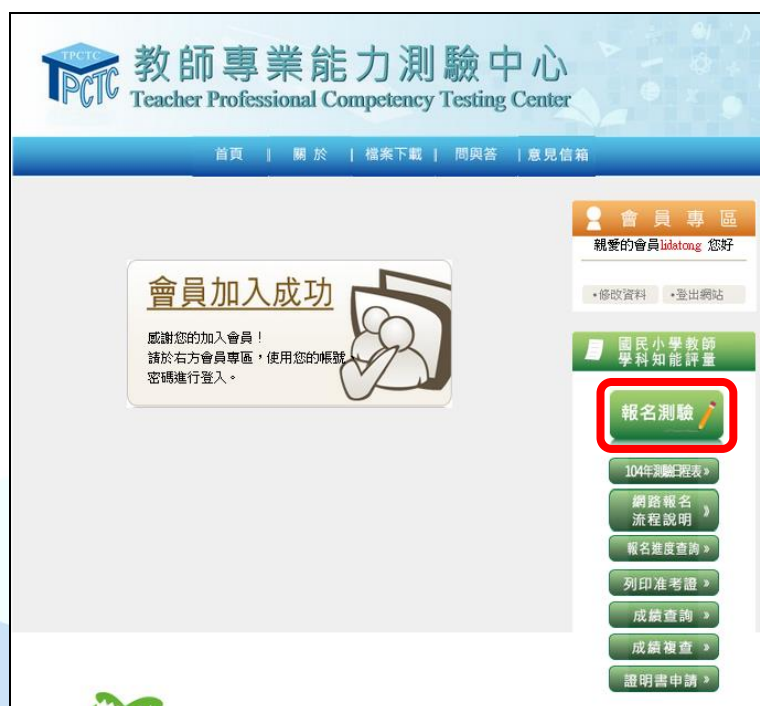 TPCTC
TPCTC
教師專業能力測驗中心
Teacher Professional Competency Testing Center
首頁 | 關於 | 檔案下載 | 問與答 | 意見信箱
會員專區
親愛的會員lidatong 您好
•修改資料 •登出網站
會員加入成功
感謝您的加入會員！
請於右方會員專區，使用您的帳號
密碼進行登入。
國民小學教師
學科知能評量
報名測驗
104年測驗日程表»
網路報名
流程說明 »
報名進度查詢»
列印准考證 »
成績查詢 »
成績複查 »
證明書申請 »